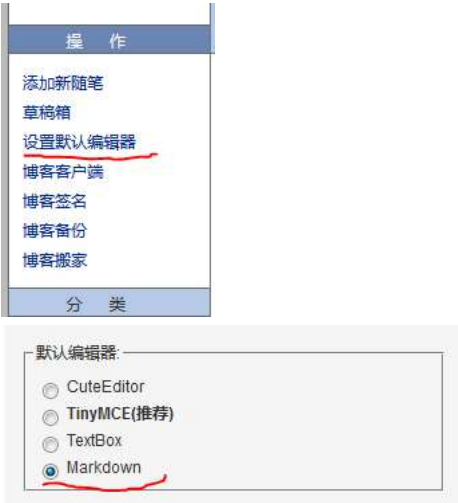 操 作
添加新随笔
草稿箱
设置默认编辑器
博客客户端
博客签名
博客备份
博客搬家
分 类
默认编辑器:
CuteEditor
TinyMCE(推荐)
TextBox
Markdown